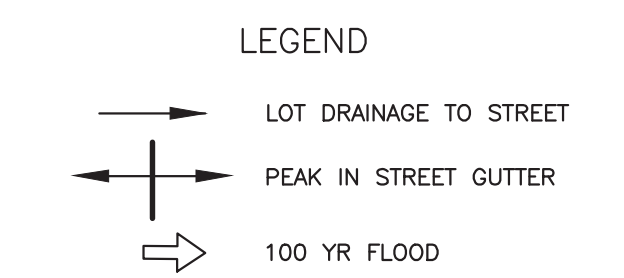 LEGEND
LOT DRAINAGE TO STREET
PEAK IN STREET GUTTER
100 YR FLOOD